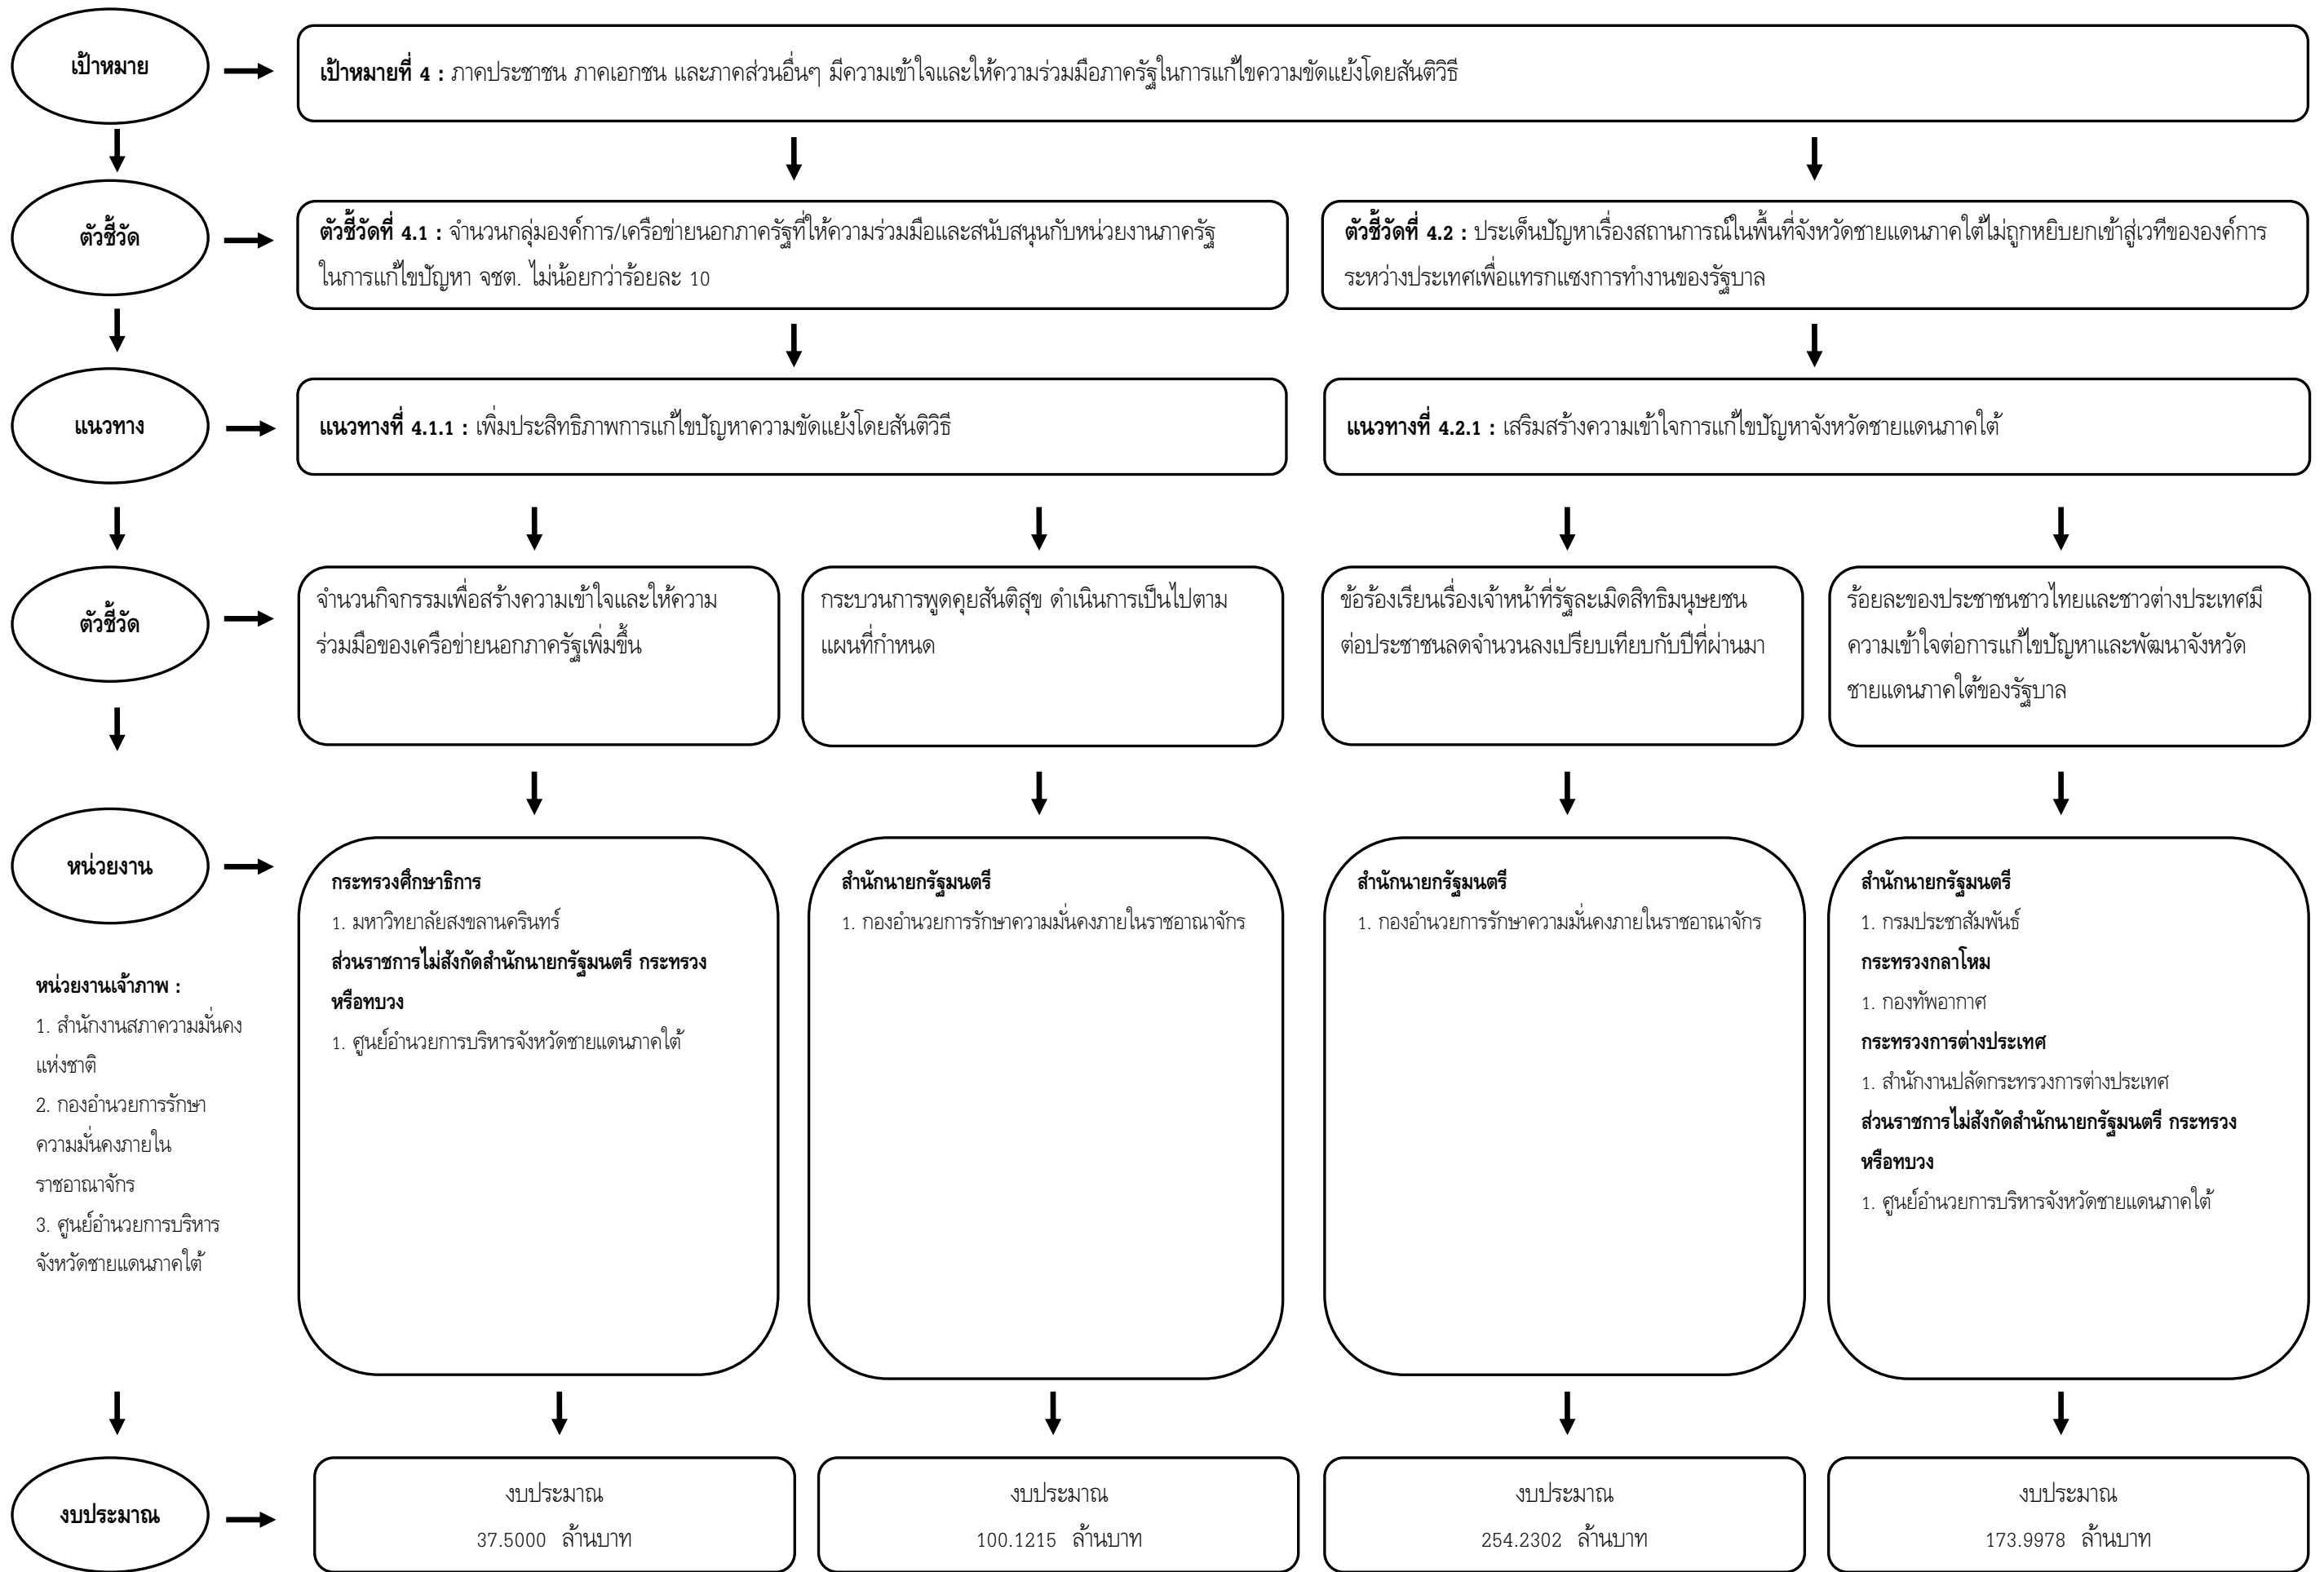 เป้าหมาย
เป้าหมายที่ 4 : ภาคประชาชน ภาคเอกชน และภาคส่วนอื่นๆ มีความเข้าใจและให้ความร่วมมือภาครัฐในการแก้ไขความขัดแย้งโดยสันติวิธี
ตัวชี้วัด
ตัวชี้วัดที่ 4.1 : จำนวนกลุ่มองค์การ/เครือข่ายนอกภาครัฐที่ให้ความร่วมมือและสนับสนุนกับหน่วยงานภาครัฐ
ในการแก้ไขปัญหา จชต. ไม่น้อยกว่าร้อยละ 10
ตัวชี้วัดที่ 4.2 : ประเด็นปัญหาเรื่องสถานการณ์ในพื้นที่จังหวัดชายแดนภาคใต้ไม่ถูกหยิบยกเข้าสู่เวทีขององค์การ
ระหว่างประเทศเพื่อแทรกแซงการทำงานของรัฐบาล
แนวทาง
แนวทางที่ 4.1.1 : เพิ่มประสิทธิภาพการแก้ไขปัญหาความขัดแย้งโดยสันติวิธี
แนวทางที่ 4.2.1 : เสริมสร้างความเข้าใจการแก้ไขปัญหาจังหวัดชายแดนภาคใต้
ตัวชี้วัด
จำนวนกิจกรรมเพื่อสร้างความเข้าใจและให้ความ
ร่วมมือของเครือข่ายนอกภาครัฐเพิ่มขึ้น
กระบวนการพูดคุยสันติสุข ดำเนินการเป็นไปตาม
แผนที่กำหนด
ข้อร้องเรียนเรื่องเจ้าหน้าที่รัฐละเมิดสิทธิมนุษยชน
ต่อประชาชนลดจำนวนลงเปรียบเทียบกับปีที่ผ่านมา
ร้อยละของประชาชนชาวไทยและชาวต่างประเทศมี
ความเข้าใจต่อการแก้ไขปัญหาและพัฒนาจังหวัด
ชายแดนภาคใต้ของรัฐบาล
หน่วยงาน
หน่วยงานเจ้าภาพ :
1. สำนักงานสภาความมั่นคง
แห่งชาติ
2. กองอำนวยการรักษา
ความมั่นคงภายใน
ราชอาณาจักร
3. ศูนย์อำนวยการบริหาร
จังหวัดชายแดนภาคใต้
กระทรวงศึกษาธิการ
1. มหาวิทยาลัยสงขลานครินทร์
ส่วนราชการไม่สังกัดสำนักนายกรัฐมนตรี กระทรวง
หรือทบวง
1. ศูนย์อำนวยการบริหารจังหวัดชายแดนภาคใต้
สำนักนายกรัฐมนตรี
1. กองอำนวยการรักษาความมั่นคงภายในราชอาณาจักร
สำนักนายกรัฐมนตรี
1. กองอำนวยการรักษาความมั่นคงภายในราชอาณาจักร
สำนักนายกรัฐมนตรี
1. กรมประชาสัมพันธ์
กระทรวงกลาโหม
1. กองทัพอากาศ
กระทรวงการต่างประเทศ
1. สำนักงานปลัดกระทรวงการต่างประเทศ
ส่วนราชการไม่สังกัดสำนักนายกรัฐมนตรี กระทรวง
หรือทบวง
1. ศูนย์อำนวยการบริหารจังหวัดชายแดนภาคใต้
งบประมาณ
งบประมาณ
37.5000 ล้านบาท
งบประมาณ
100.1215 ล้านบาท
งบประมาณ
254.2302 ล้านบาท
งบประมาณ
173.9978 ล้านบาท